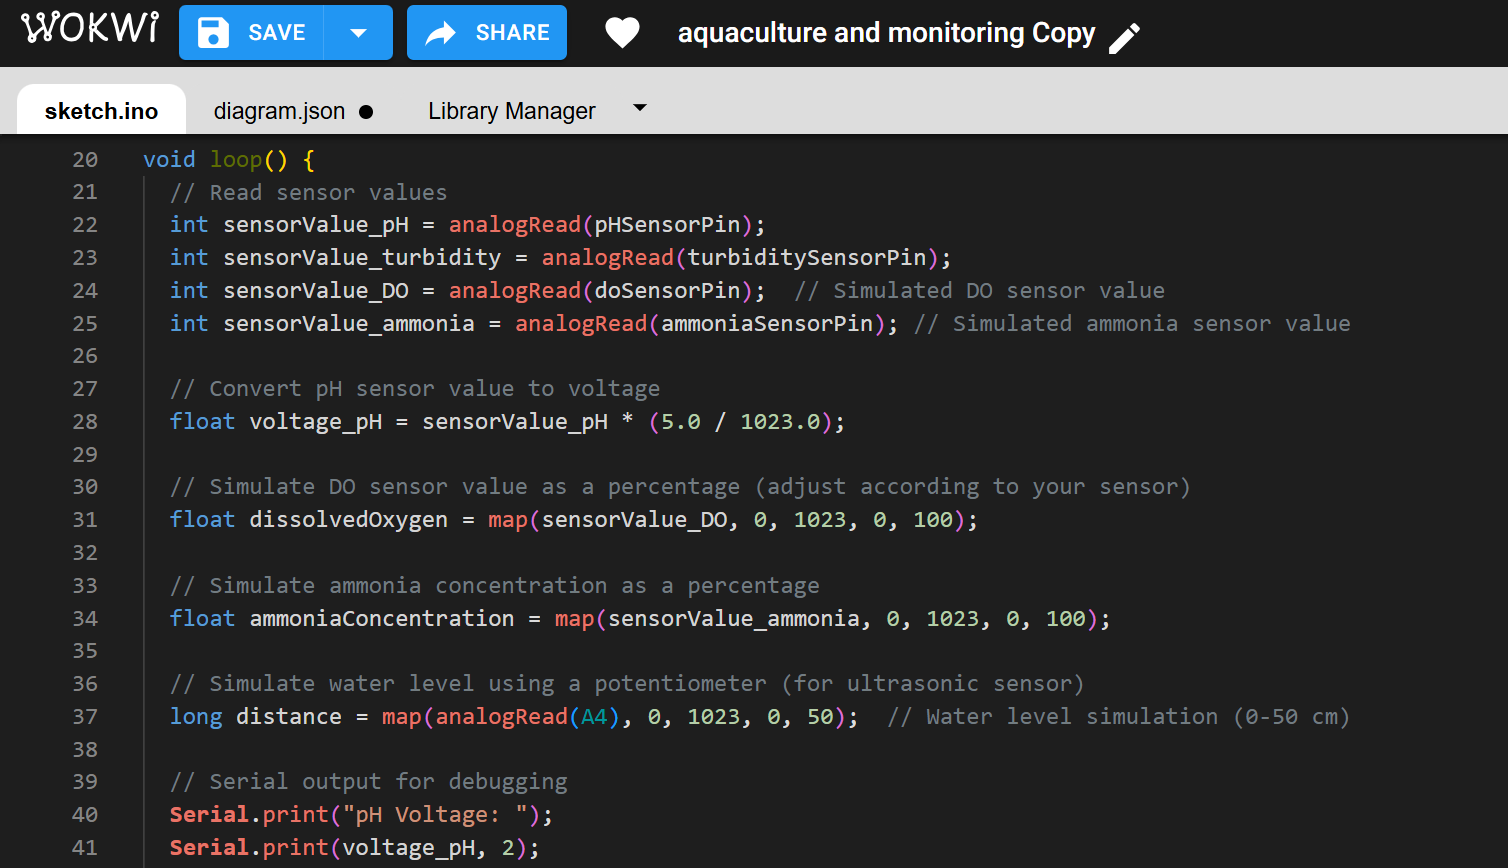 WOKWI SAVE SHARE aquaculture and monitoring Copy
sketch.ino diagram.json ● Library Manager
20 void loop() {
21 // Read sensor values
22 int sensorValue_pH = analogRead(pHSensorPin);
23 int sensorValue_turbidity = analogRead(turbiditySensorPin);
24 int sensorValue_DO = analogRead(doSensorPin); // Simulated DO sensor value
25 int sensorValue_ammonia = analogRead(ammoniaSensorPin); // Simulated ammonia sensor value
26
27 // Convert pH sensor value to voltage
28 float voltage_pH = sensorValue_pH * (5.0 / 1023.0);
29
30 // Simulate DO sensor value as a percentage (adjust according to your sensor)
31 float dissolvedOxygen = map(sensorValue_DO, 0, 1023, 0, 100);
32
33 // Simulate ammonia concentration as a percentage
34 float ammoniaConcentration = map(sensorValue_ammonia, 0, 1023, 0, 100);
35
36 // Simulate water level using a potentiometer (for ultrasonic sensor)
37 long distance = map(analogRead(A4), 0, 1023, 0, 50); // Water level simulation (0-50 cm)
38
39 // Serial output for debugging
40 Serial.print("pH Voltage: ");
41 Serial.print(voltage_pH, 2);